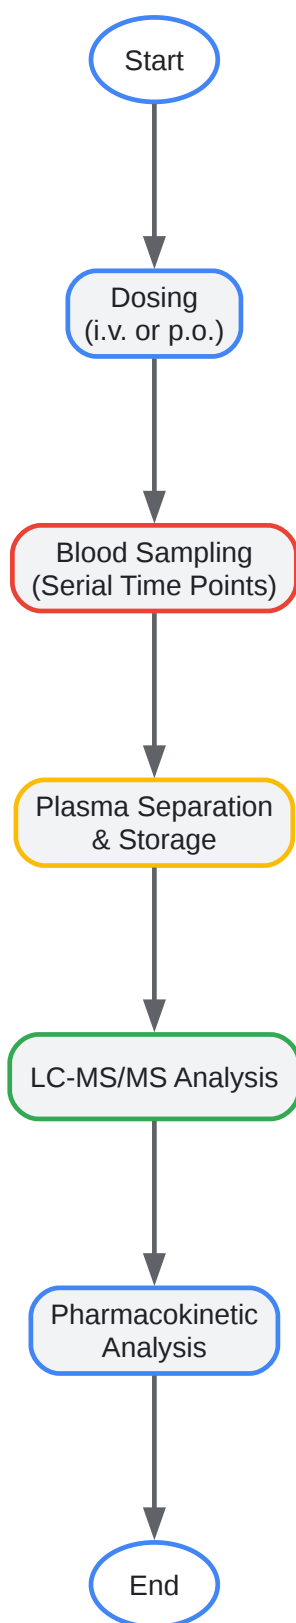 Start
Dosing
(i.v. or p.o.)
Blood Sampling
(Serial Time Points)
Plasma Separation
& Storage
LC-MS/MS Analysis
Pharmacokinetic
Analysis
End